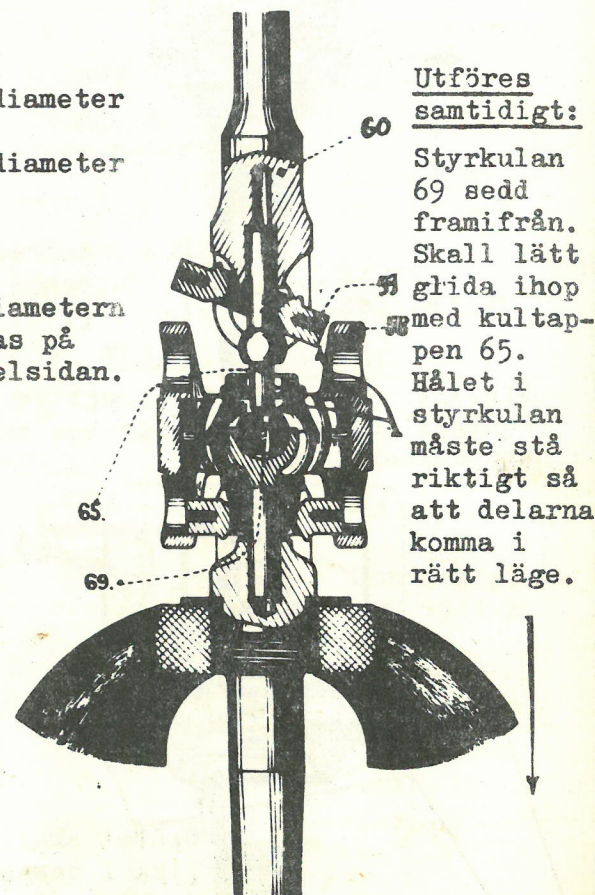 diameter
diameter
diametern
as på
elsidan.
60
65.
69.
Utföres
samtidigt:
Styrkulan
69 sedd
framifrån.
Skall lätt
glida ihop
med kultap-
pen 65.
Hålet i
styrkulan
måste stå
riktigt så
att delarna
komma i
rätt läge.